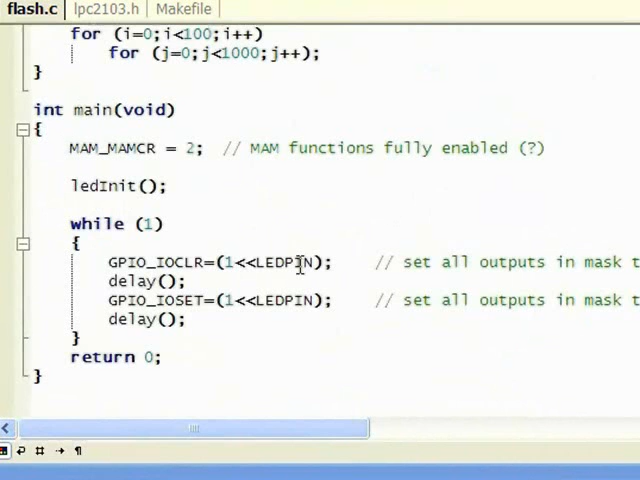 flash.c lpc2103.h Makefile
for (i=0;i<100;i++)
for (j=0;j<1000;j++);
}
int main(void)
{
MAM_MAMCR = 2; // MAM functions fully enabled (?)
ledInit();
while (1)
{
GPIO_IOCLR=(1<<LEDPIN); // set all outputs in mask t
delay();
GPIO_IOSET=(1<<LEDPIN); // set all outputs in mask t
delay();
}
return 0;
}